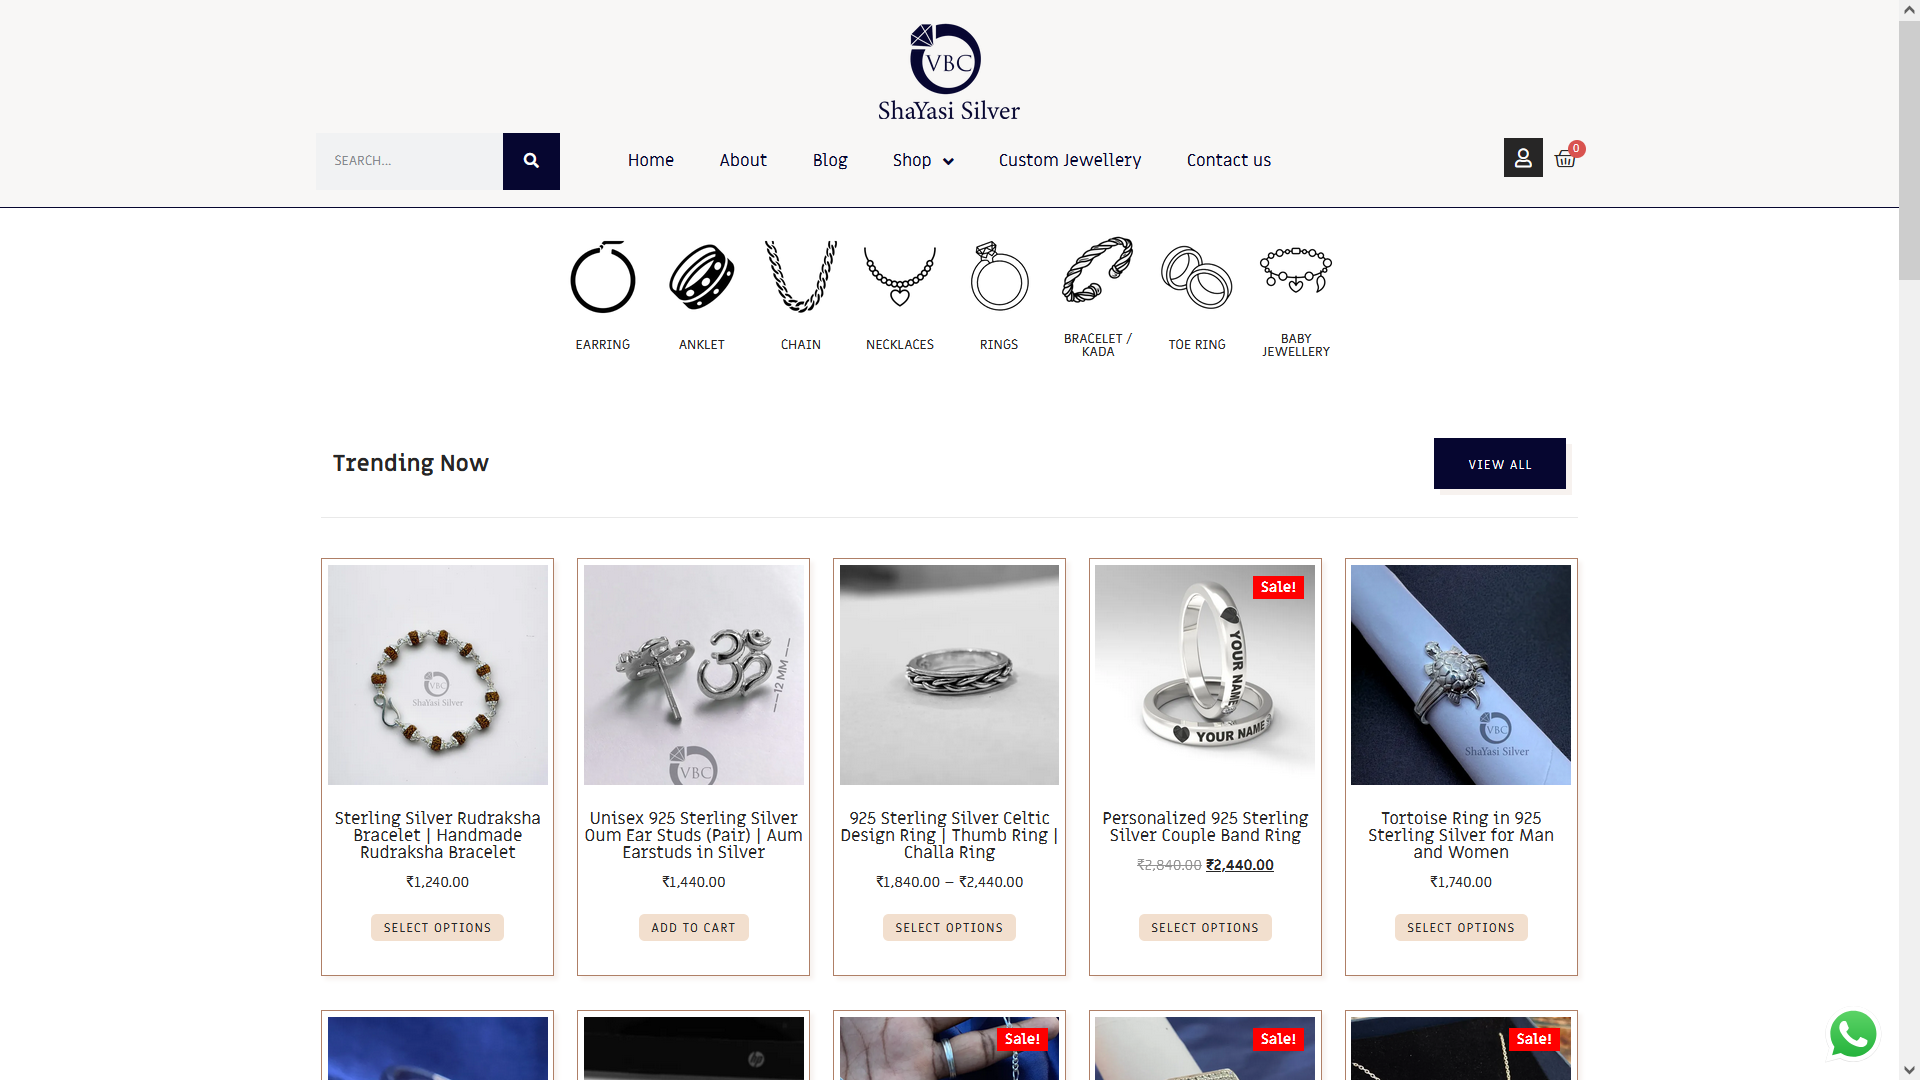 VBC
ShaYasi Silver
SEARCH...
Home
About
Blog
Shop
Custom Jewellery
Contact us
0
EARRING
ANKLET
CHAIN
NECKLACES
RINGS
BRACELET /
KADA
TOE RING
BABY
JEWELLERY
Trending Now
VIEW ALL
VBC
ShaYasi Silver
Sterling Silver Rudraksha
Bracelet | Handmade
Rudraksha Bracelet
₹1,240.00
SELECT OPTIONS
12 MM
VBC
Unisex 925 Sterling Silver
Oum Ear Studs (Pair) | Aum
Earstuds in Silver
₹1,440.00
ADD TO CART
925 Sterling Silver Celtic
Design Ring | Thumb Ring |
Challa Ring
₹1,840.00 – ₹2,440.00
SELECT OPTIONS
Sale!
YOUR NAME
YOUR NAME
Personalized 925 Sterling
Silver Couple Band Ring
₹2,840.00 ₹2,440.00
SELECT OPTIONS
VBC
ShaYasi Silver
Tortoise Ring in 925
Sterling Silver for Man
and Women
₹1,740.00
SELECT OPTIONS
hp
Sale!
Sale!
Sale!